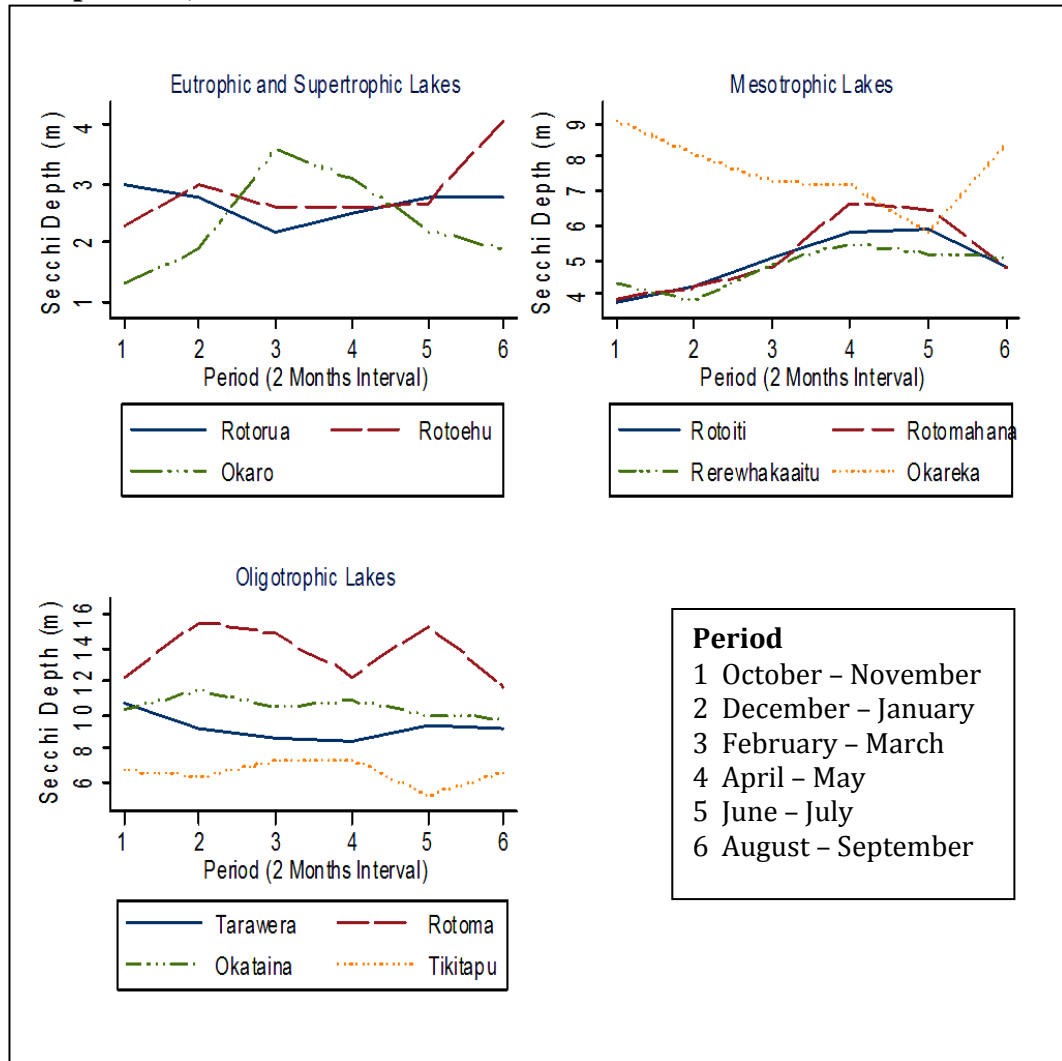 Eutrophic and Supertrophic Lakes
Secchi Depth (m)
4
3
2
1
1 2 3 4 5 6
Period (2 Months Interval)
Rotorua Rotoehu
Okaro
Mesotrophic Lakes
Secchi Depth (m)
9
8
7
6
5
4
1 2 3 4 5 6
Period (2 Months Interval)
Rotoiti Rotomahana
Rerewhakaaitu Okareka
Oligotrophic Lakes
Secchi Depth (m)
16
14
12
10
8
6
1 2 3 4 5 6
Period (2 Months Interval)
Tarawera Rotoma
Okataina Tikitapu
Period
1 October – November
2 December – January
3 February – March
4 April – May
5 June – July
6 August – September